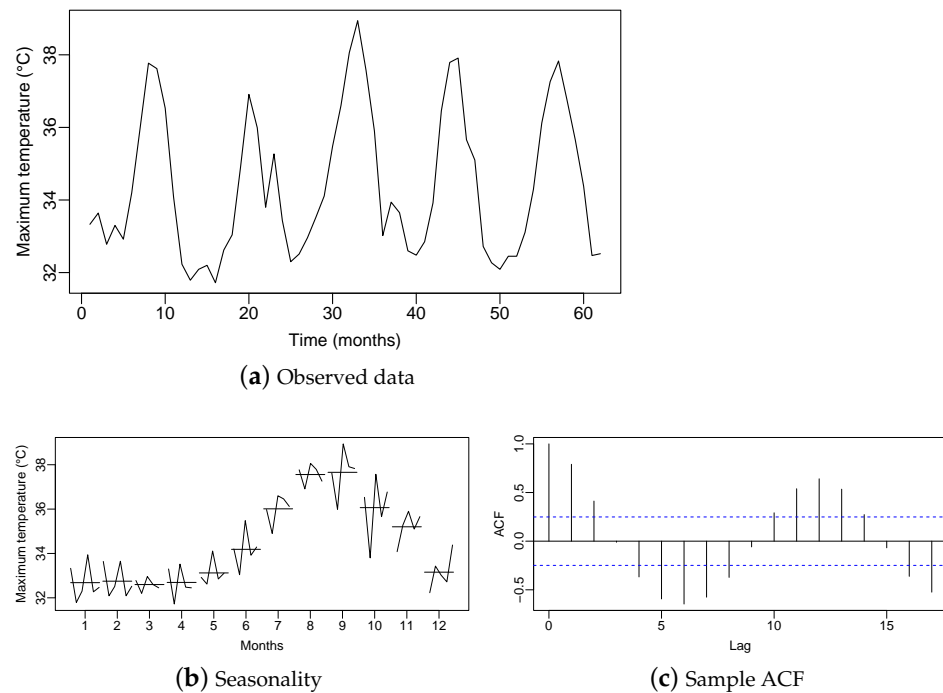 Maximum temperature (°C)
38
36
34
32
0 10 20 30 40 50 60
Time (months)
(a) Observed data
Maximum temperature (°C)
38
36
34
32
1 2 3 4 5 6 7 8 9 10 11 12
Months
(b) Seasonality
ACF
1.0
0.5
0.0
−0.5
0 5 10 15
Lag
(c) Sample ACF